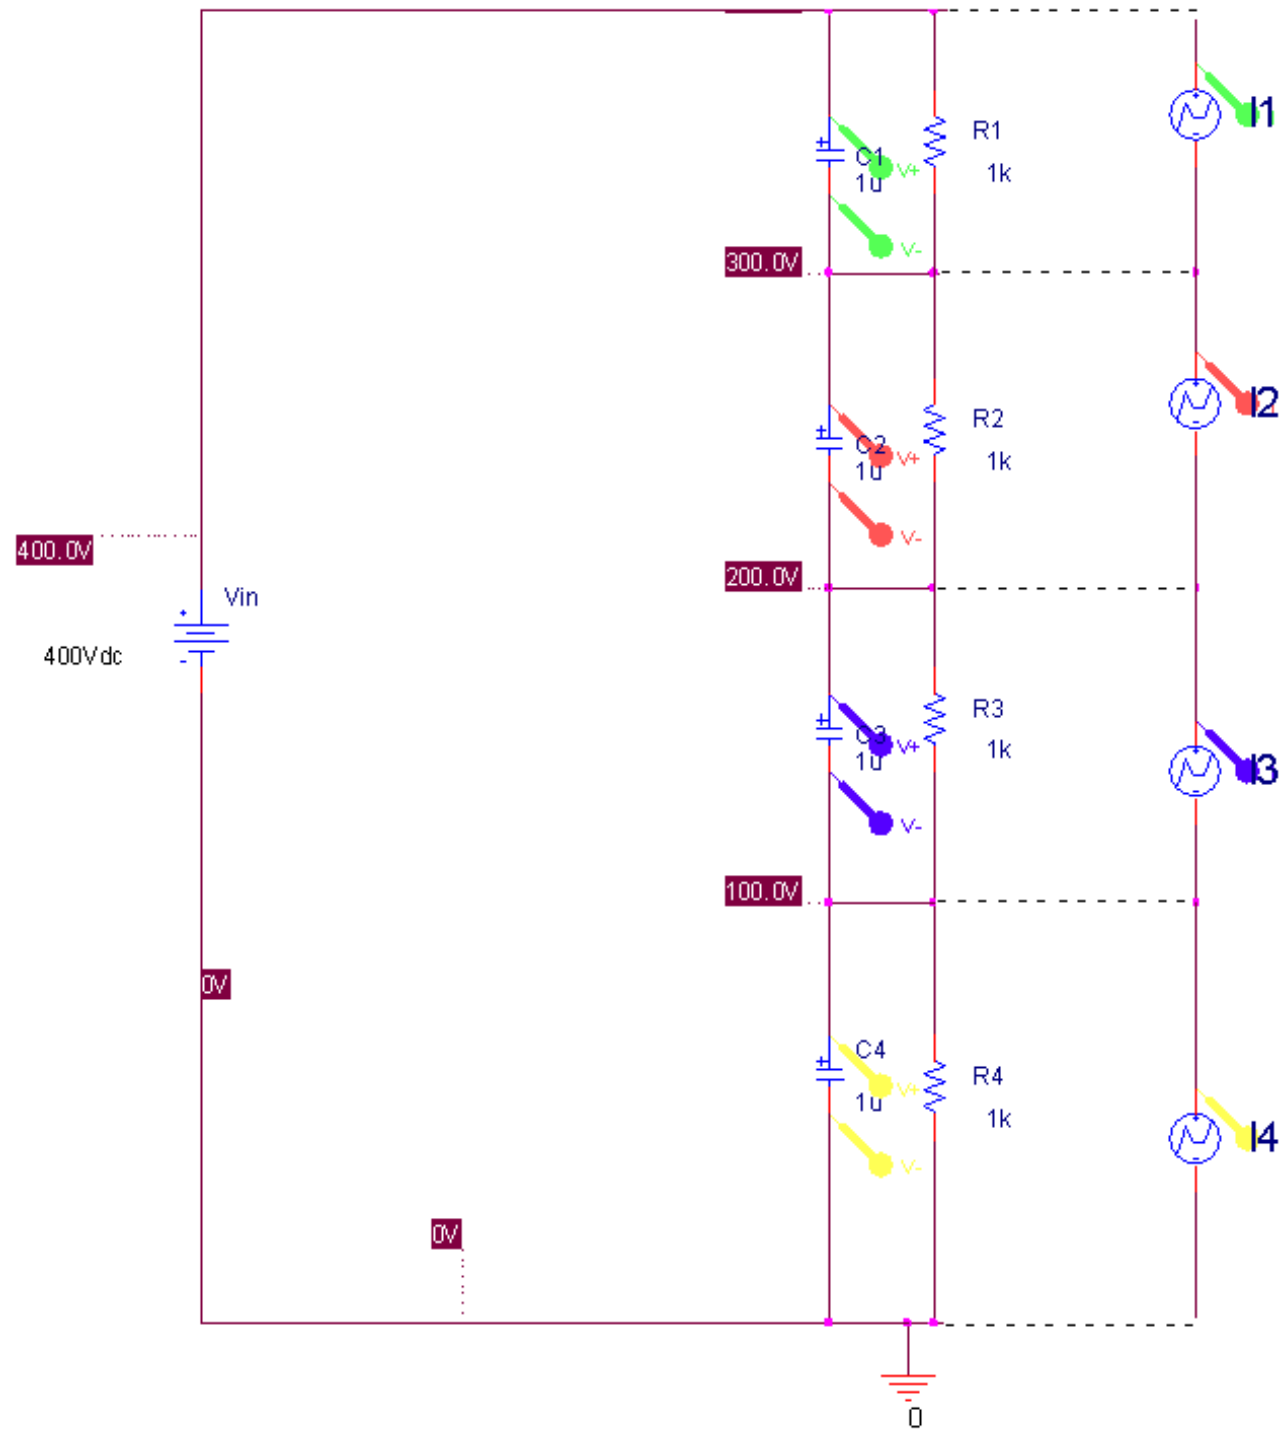 I1
R1
C1
V+
1u
1k
V-
300.0V
I2
R2
C2
V+
1u
1k
V-
200.0V
400.0V
Vin
400Vdc
R3
C3
V+
1u
1k
V-
I3
100.0V
0V
C4
R4
V+
1u
1k
I4
V-
0V
0